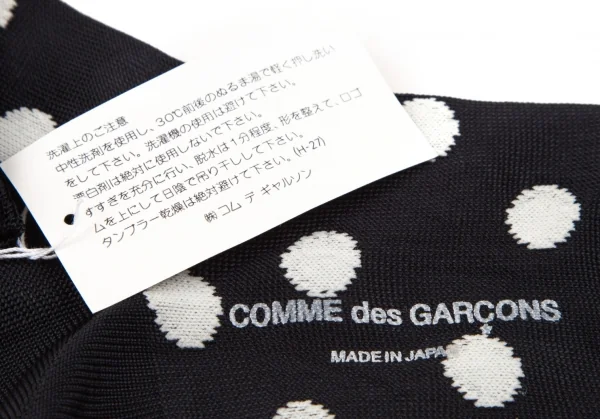 洗濯上のご注意
中性洗剤を使用し、30℃前後のぬるま湯で軽く押し洗い
をして下さい。洗濯機の使用は避けて下さい。
漂白剤は絶対に使用しないで下さい。
すすぎを充分に行い、脱水は1分程度、形を整えて、ロゴ
ムを上にして日陰で吊り干しして下さい。
タンブラー乾燥は絶対避けて下さい。(H-27)
㈱ コム デ ギャルソン
COMME des GARÇONS
MADE IN JAPAN